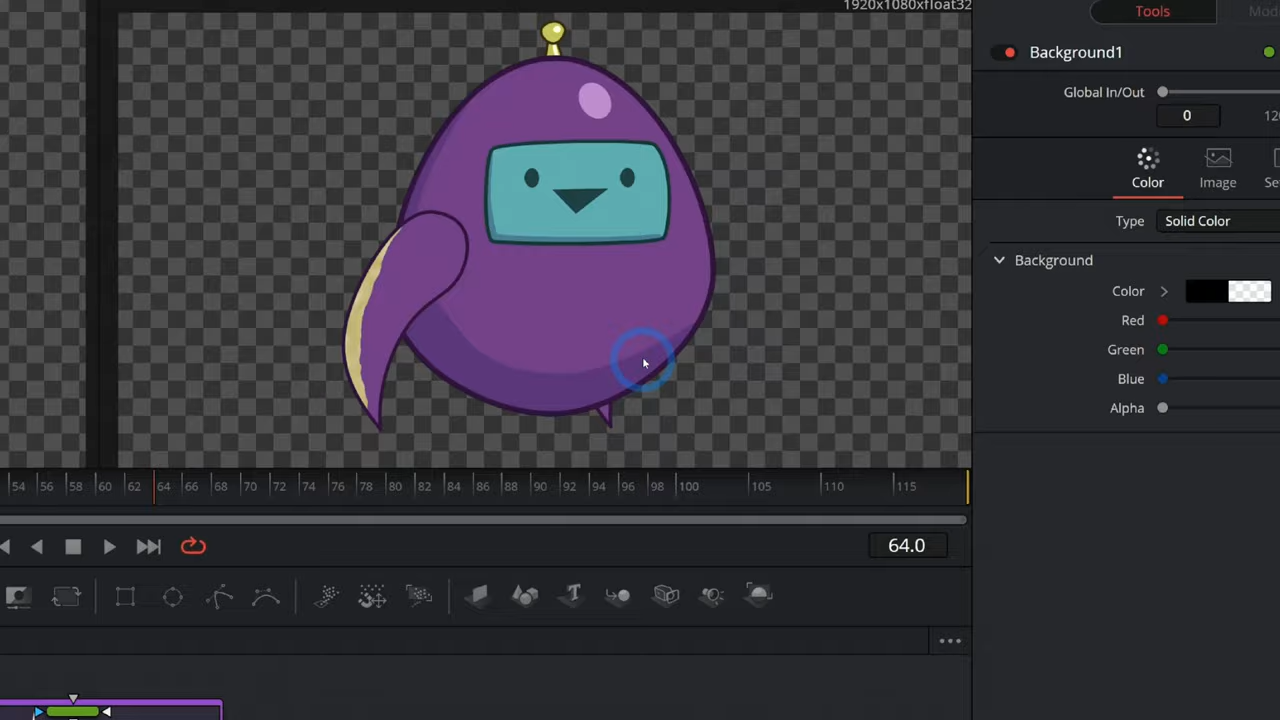 1920x1080xfloat32
Tools
Background1
Global In/Out
0
Color
Image
Type
Solid Color
Background
Color
Red
Green
Blue
Alpha
54 56 58 60 62 64 66 68 70 72 74 76 78 80 82 84 86 88 90 92 94 96 98 100 105 110 115
64.0
T